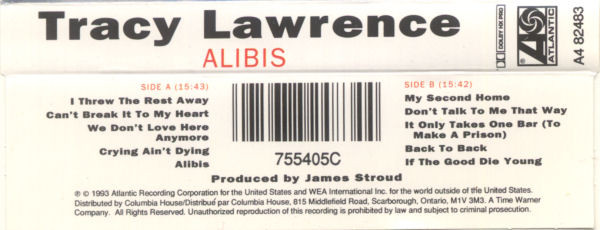 Tracy Lawrence
ALIBIS
DOLBY HX PRO
ATLANTIC
A4 82483
SIDE A (15:43)
I Threw The Rest Away
Can't Break It To My Heart
We Don't Love Here
Anymore
Crying Ain't Dying
Alibis
755405C
SIDE B (15:42)
My Second Home
Don't Talk To Me That Way
It Only Takes One Bar (To
Make A Prison)
Back To Back
If The Good Die Young
Produced by James Stroud
℗ © 1993 Atlantic Recording Corporation for the United States and WEA International Inc. for the world outside of the United States.
Distributed by Columbia House/Distribué par Columbia House, 815 Middlefield Road, Scarborough, Ontario, M1V 3M3. A Time Warner
Company. All Rights Reserved. Unauthorized reproduction of this recording is prohibited by law and subject to criminal prosecution.